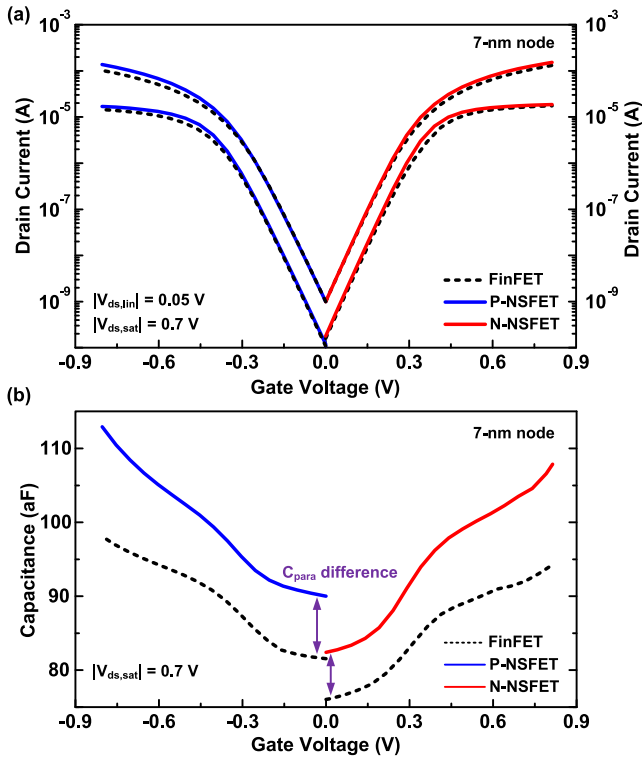 (a)
7-nm node
10⁻³
10⁻⁵
10⁻⁷
10⁻⁹
Drain Current (A)
10⁻³
10⁻⁵
10⁻⁷
10⁻⁹
Drain Current (A)
|Vds,lin| = 0.05 V
|Vds,sat| = 0.7 V
FinFET
P-NSFET
N-NSFET
-0.9 -0.6 -0.3 0.0 0.3 0.6 0.9
Gate Voltage (V)
(b)
7-nm node
110
100
90
80
Capacitance (aF)
Cpara difference
|Vds,sat| = 0.7 V
FinFET
P-NSFET
N-NSFET
-0.9 -0.6 -0.3 0.0 0.3 0.6 0.9
Gate Voltage (V)